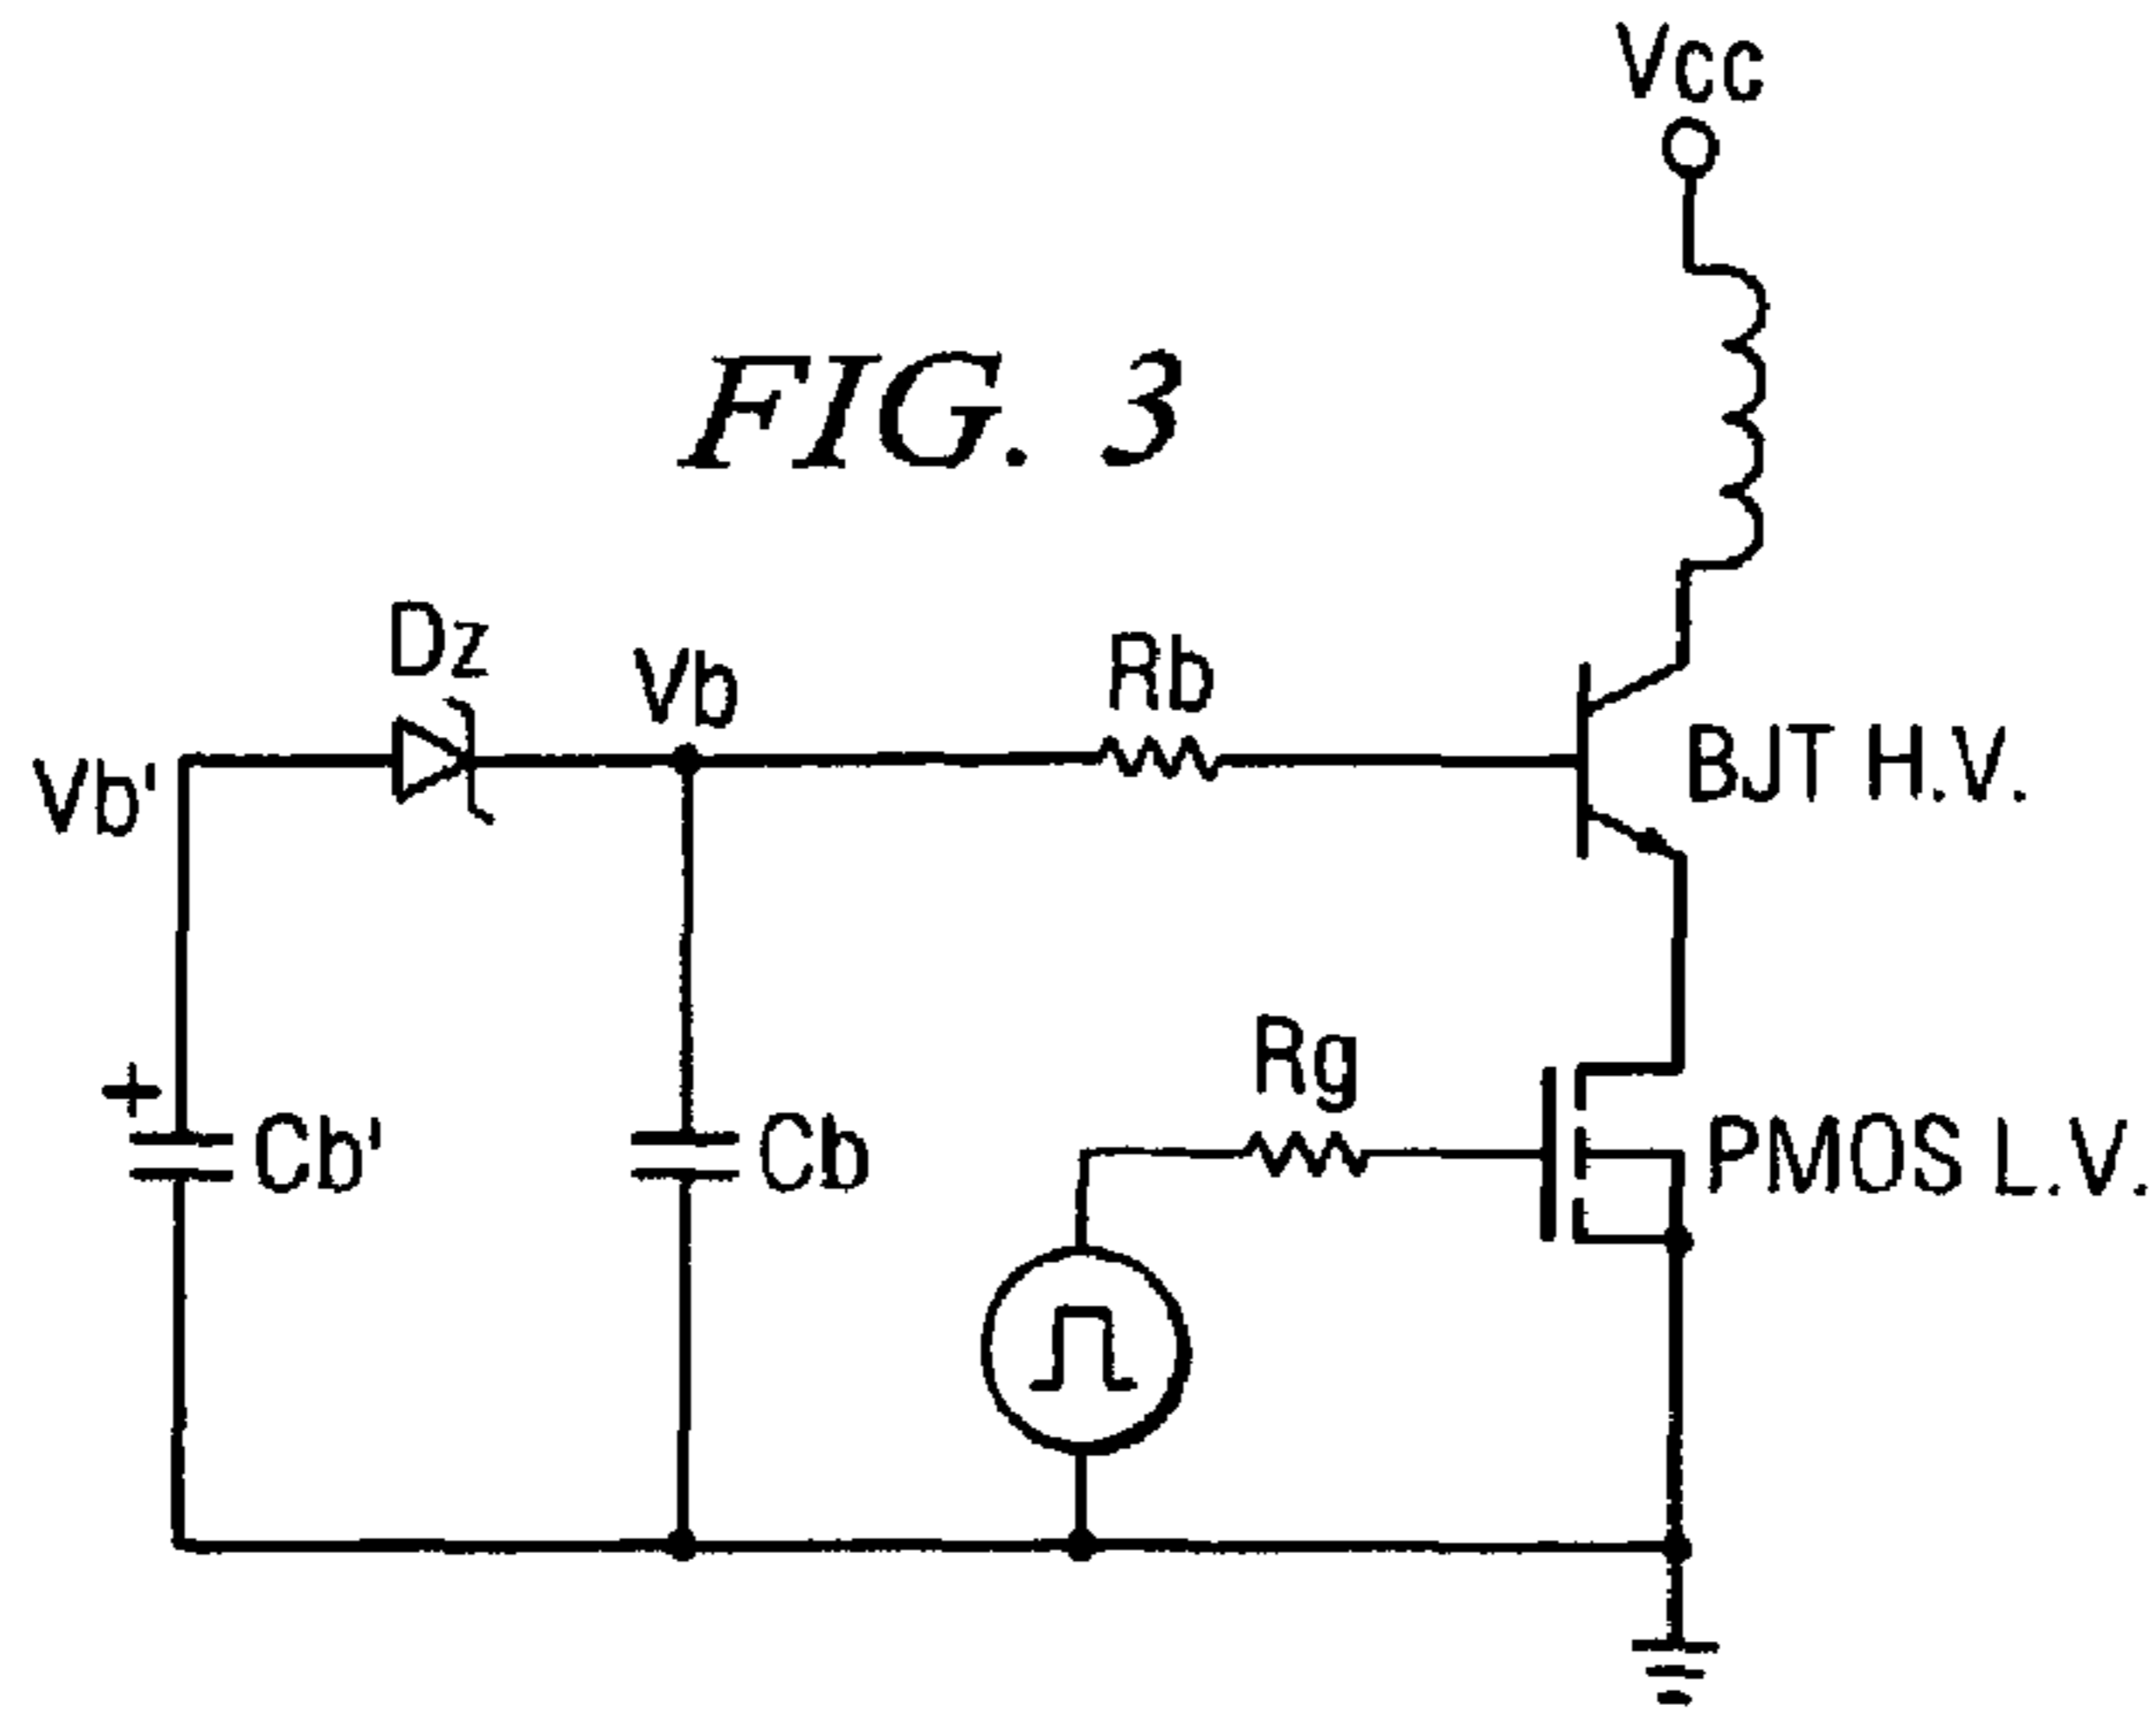 Vcc
FIG. 3
Dz
Vb
Rb
BJT H.V.
Vb'
Rg
+
Cb'
Cb
PMOS L.V.